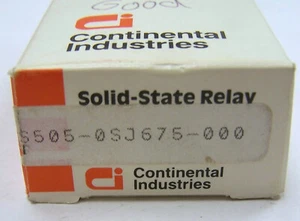 Good
Continental
Industries
Solid-State Relay
S505-0SJ675-000
Continental
Industries